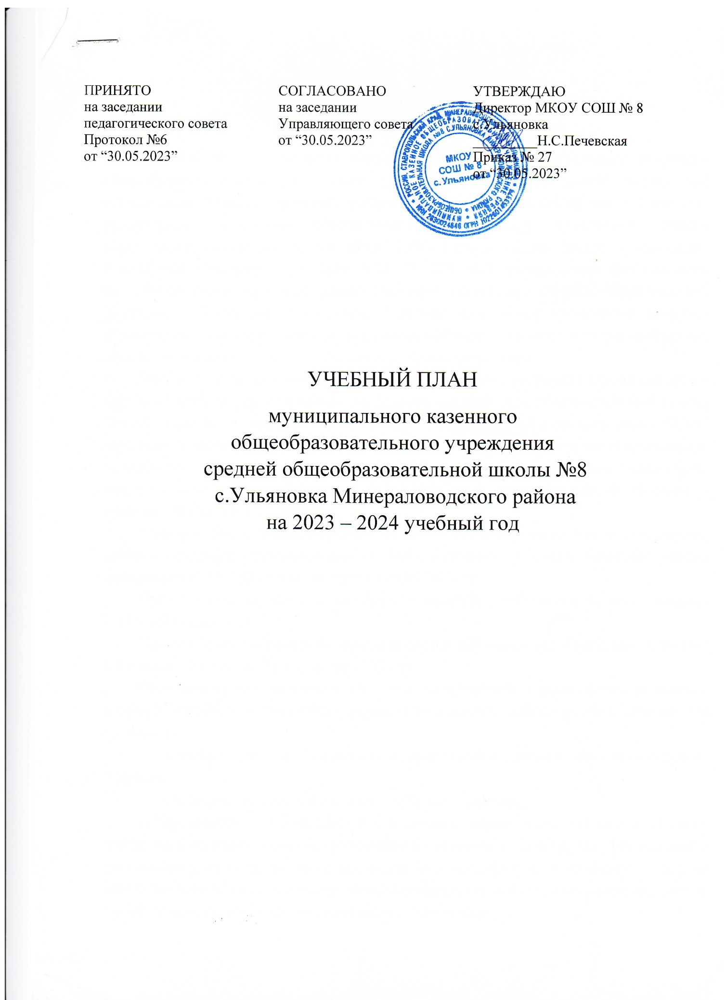 ПРИНЯТО
на заседании
педагогического совета
Протокол №6
от “30.05.2023”
СОГЛАСОВАНО
на заседании
Управляющего совета
от “30.05.2023”
УТВЕРЖДАЮ
Директор МКОУ СОШ № 8
с.Ульяновка
__________Н.С.Печевская
Приказ № 27
от “30.05.2023”
МКОУ
СОШ № 8
с. Ульяновка
УЧЕБНЫЙ ПЛАН
муниципального казенного
общеобразовательного учреждения
средней общеобразовательной школы №8
с.Ульяновка Минераловодского района
на 2023 – 2024 учебный год